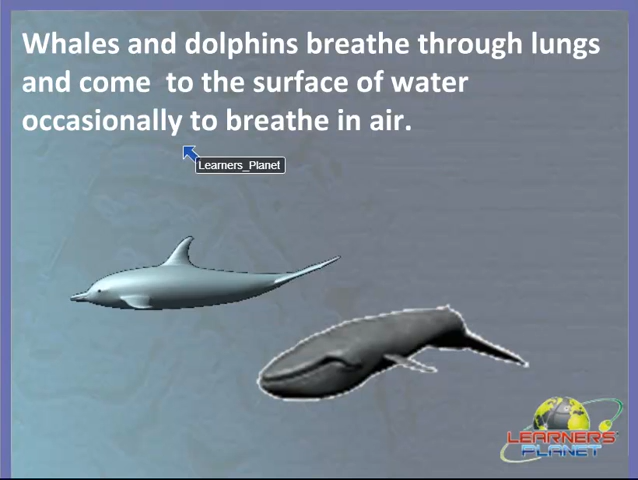 Whales and dolphins breathe through lungs
and come  to the surface of water
occasionally to breathe in air.
Learners_Planet
LEARNERS
PLANET